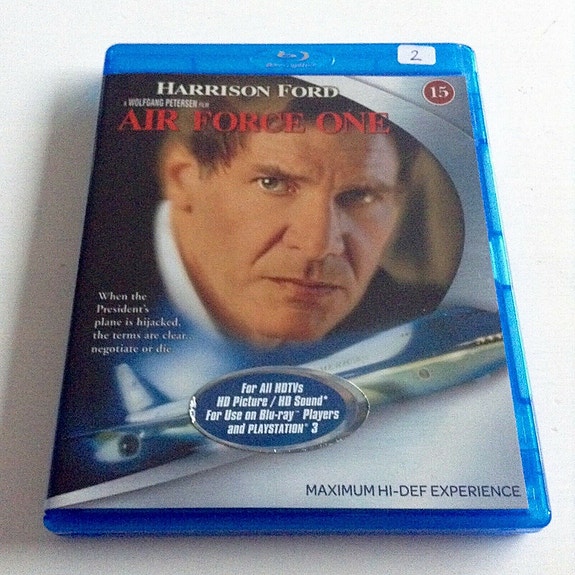 2
HARRISON FORD
15
A WOLFGANG PETERSEN FILM
AIR FORCE ONE
When the
President's
plane is hijacked,
the terms are clear...
negotiate or die
For All HDTVs
HD Picture / HD Sound*
For Use on Blu-ray™ Players
and PLAYSTATION® 3
MAXIMUM HI-DEF EXPERIENCE